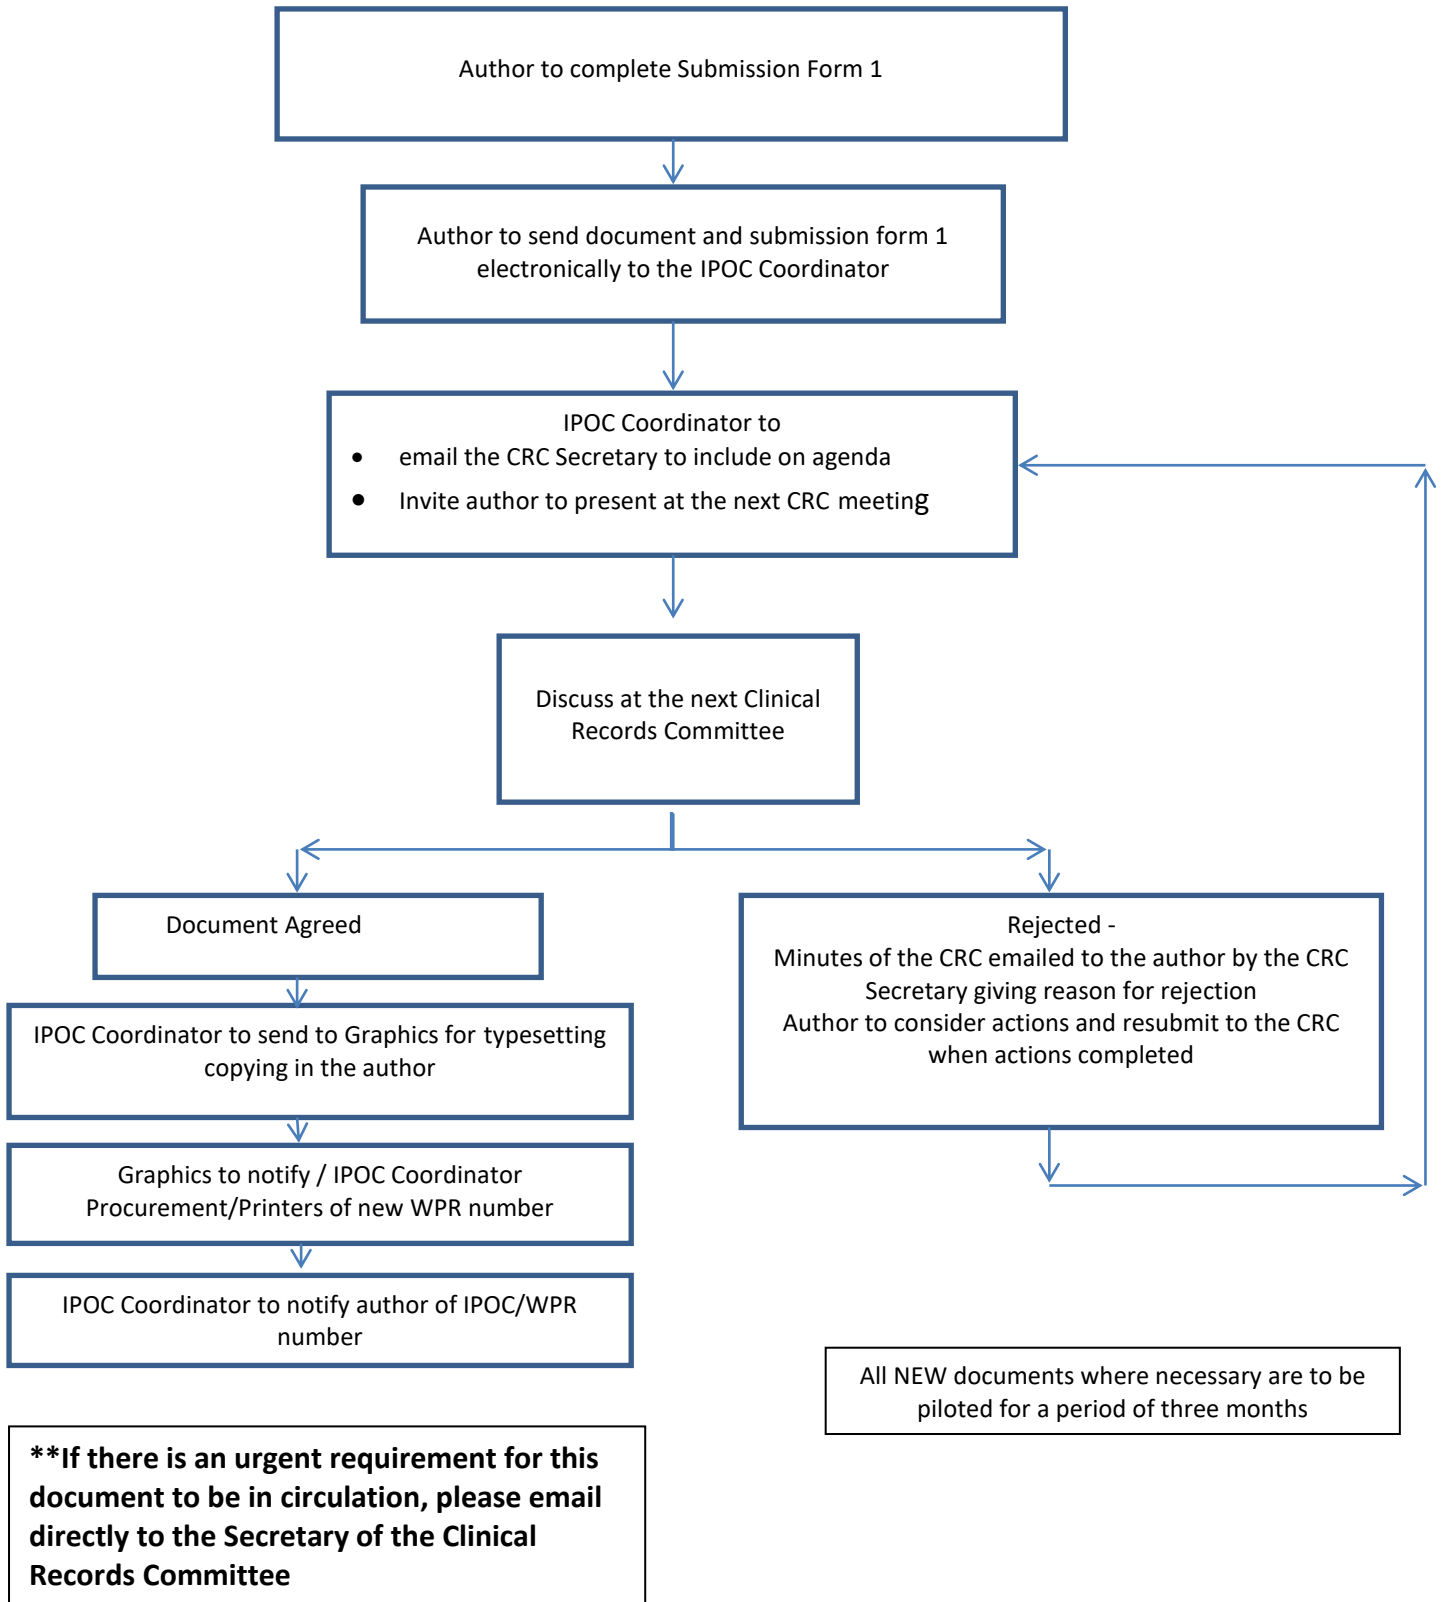 Author to complete Submission Form 1
Author to send document and submission form 1
electronically to the IPOC Coordinator
IPOC Coordinator to
• email the CRC Secretary to include on agenda
• Invite author to present at the next CRC meeting
Discuss at the next Clinical
Records Committee
Document Agreed
IPOC Coordinator to send to Graphics for typesetting
copying in the author
Graphics to notify / IPOC Coordinator
Procurement/Printers of new WPR number
IPOC Coordinator to notify author of IPOC/WPR
number
Rejected -
Minutes of the CRC emailed to the author by the CRC
Secretary giving reason for rejection
Author to consider actions and resubmit to the CRC
when actions completed
All NEW documents where necessary are to be
piloted for a period of three months
**If there is an urgent requirement for this
document to be in circulation, please email
directly to the Secretary of the Clinical
Records Committee